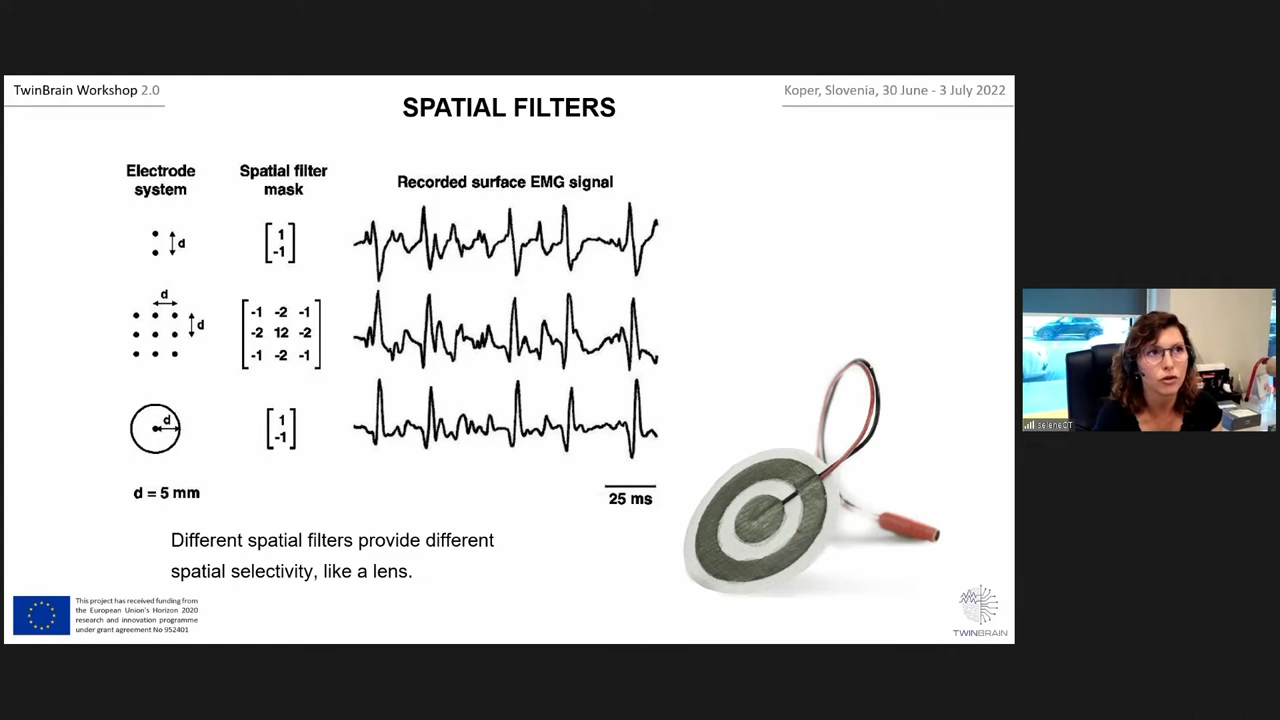 TwinBrain Workshop 2.0
Koper, Slovenia, 30 June - 3 July 2022
SPATIAL FILTERS
Electrode system
Spatial filter mask
Recorded surface EMG signal
d
1
-1
d
d
-1 -2 -1
-2 12 -2
-1 -2 -1
d
1
-1
d = 5 mm
25 ms
Different spatial filters provide different
spatial selectivity, like a lens.
This project has received funding from
the European Union's Horizon 2020
research and innovation programme
under grant agreement No 952401
TWINBRAIN
seleneOT